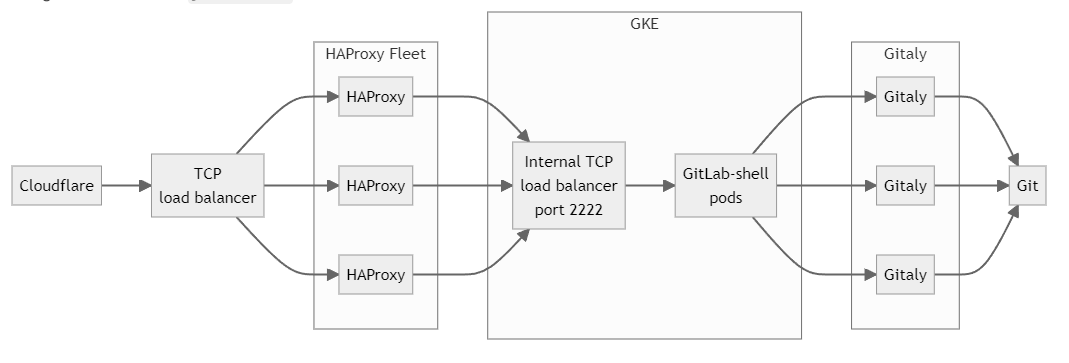 GKE
HAProxy Fleet
Gitaly
HAProxy
HAProxy
HAProxy
Cloudflare
TCP
load balancer
Internal TCP
load balancer
port 2222
GitLab-shell
pods
Gitaly
Gitaly
Gitaly
Git